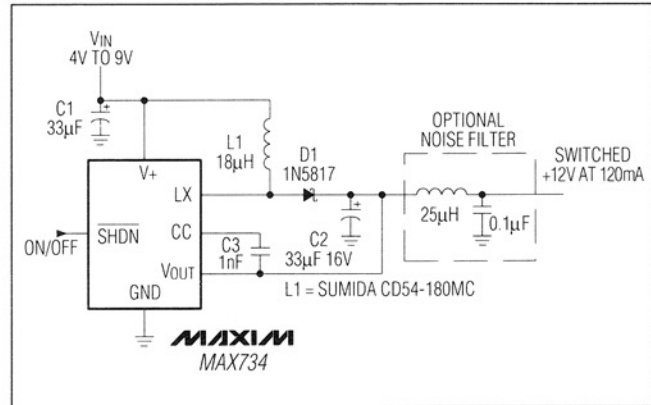 VIN
4V TO 9V
C1
33µF
+
L1
18µH
D1
1N5817
OPTIONAL
NOISE FILTER
SWITCHED
+12V AT 120mA
V+
LX
CC
SHDN
ON/OFF
VOUT
GND
C3
1nF
+
C2
33µF 16V
25µH
0.1µF
L1 = SUMIDA CD54-180MC
MAXIM
MAX734